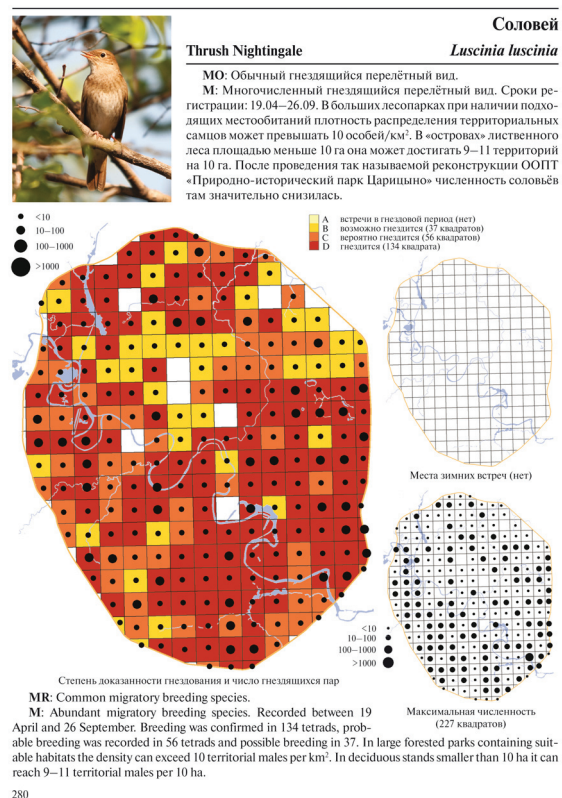 Соловей
Thrush Nightingale Luscinia luscinia
МО: Обычный гнездящийся перелётный вид.
М: Многочисленный гнездящийся перелётный вид. Сроки ре-
гистрации: 19.04–26.09. В больших лесопарках при наличии подхо-
дящих местообитаний плотность распределения территориальных
самцов может превышать 10 особей/км². В «островах» лиственного
леса площадью меньше 10 га она может достигать 9–11 территорий
на 10 га. После проведения так называемой реконструкции ООПТ
«Природно-исторический парк Царицыно» численность соловьёв
там значительно снизилась.
<10
10–100
100–1000
>1000
A встречи в гнездовой период (нет)
B возможно гнездится (37 квадратов)
C вероятно гнездится (56 квадратов)
D гнездится (134 квадрата)
Места зимних встреч (нет)
<10
10–100
100–1000
>1000
Степень доказанности гнездования и число гнездящихся пар
Максимальная численность
(227 квадратов)
MR: Common migratory breeding species.
M: Abundant migratory breeding species. Recorded between 19
April and 26 September. Breeding was confirmed in 134 tetrads, prob-
able breeding was recorded in 56 tetrads and possible breeding in 37. In large forested parks containing suit-
able habitats the density can exceed 10 territorial males per km². In deciduous stands smaller than 10 ha it can
reach 9–11 territorial males per 10 ha.
280